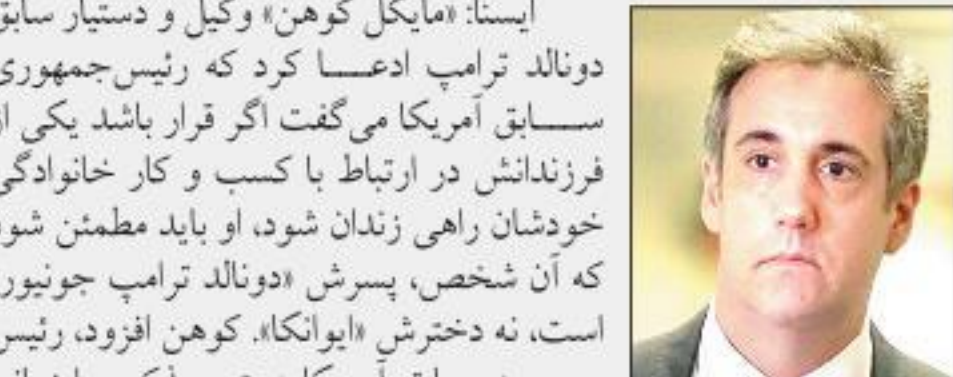 ایسنا: «مایکل کوهن» وکیل و دستیار سابق
دونالد ترامپ ادعا کرد که رئیس‌جمهوری
سابق آمریکا می‌گفت اگر قرار باشد یکی از
فرزندانش در ارتباط با کسب و کار خانوادگی
خودشان راهی زندان شود، او باید مطمئن شود
که آن شخص، پسرش «دونالد ترامپ جونیور»
است، نه دخترش «ایوانکا». کوهن افزود، رئیس